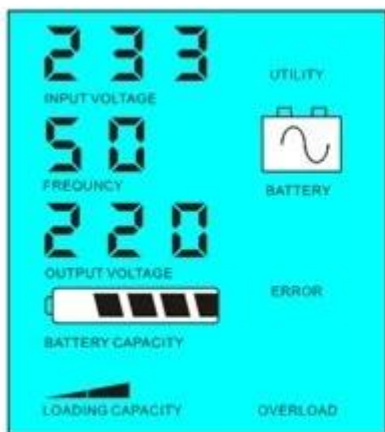 233
INPUT VOLTAGE
UTILITY
50
FREQUNCY
BATTERY
220
OUTPUT VOLTAGE
ERROR
BATTERY CAPACITY
LOADING CAPACITY
OVERLOAD